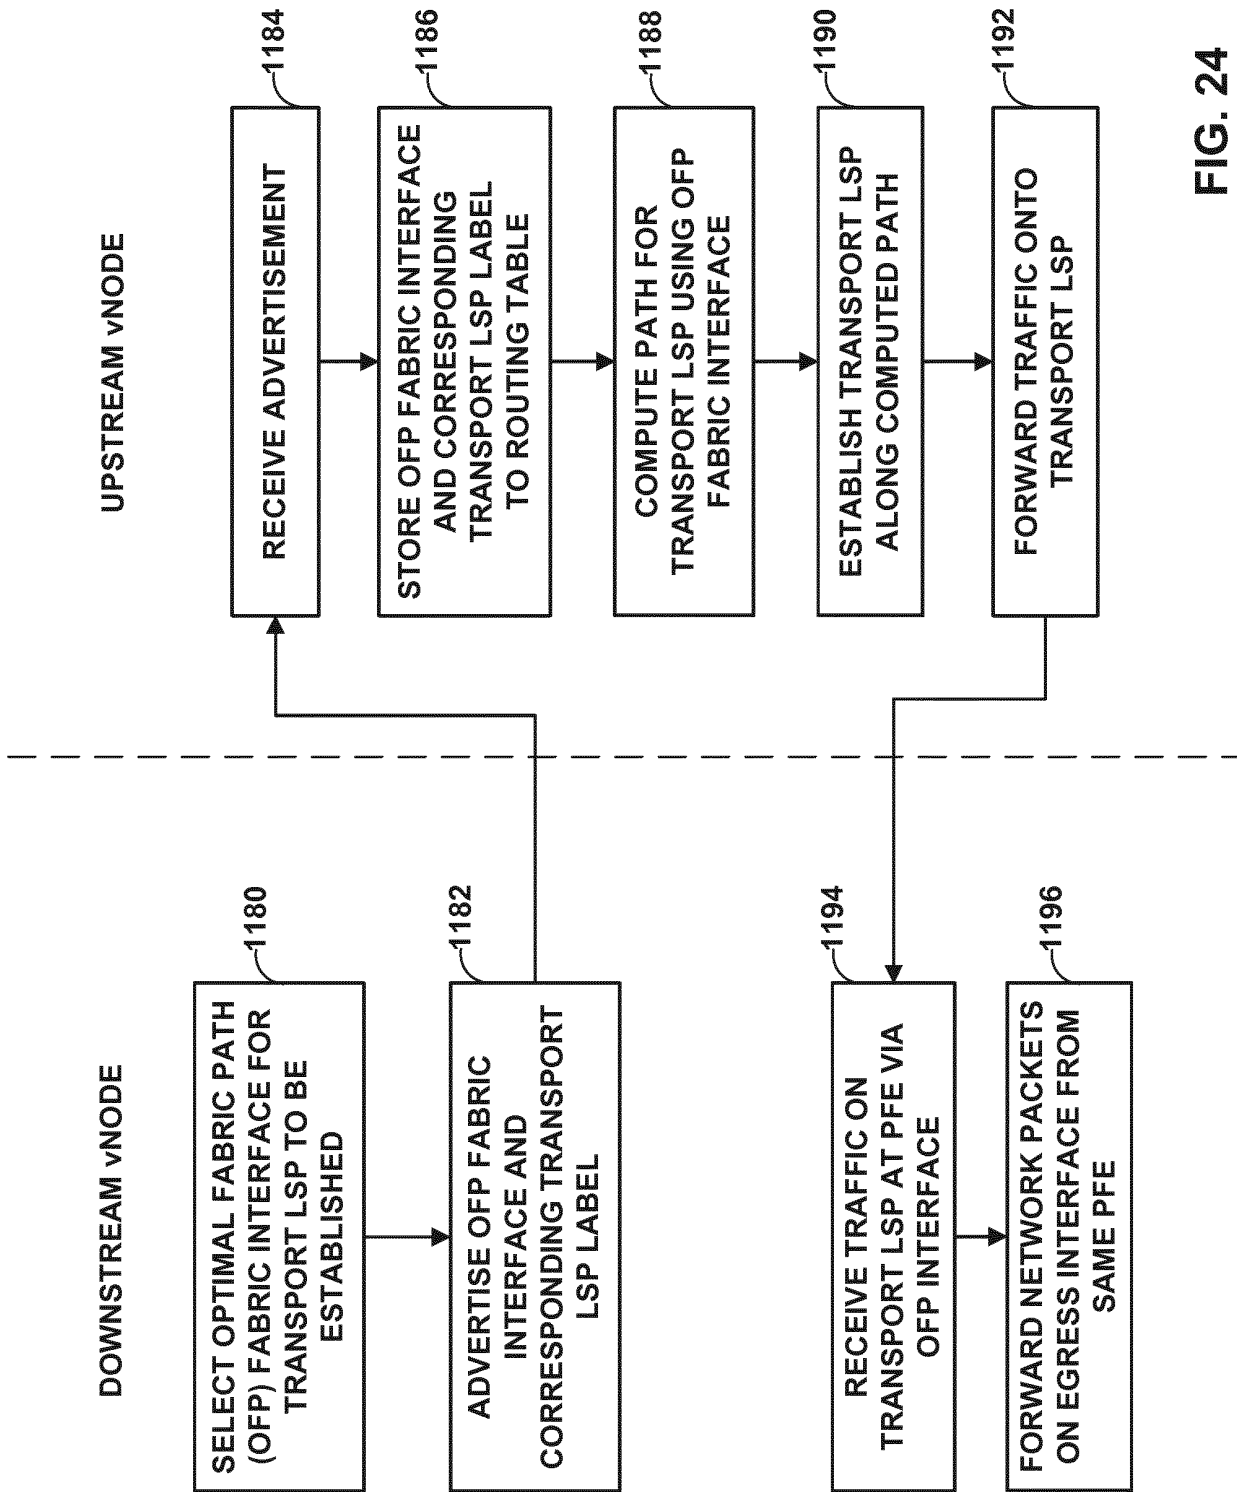 DOWNSTREAM vNODE
UPSTREAM vNODE
1180
SELECT OPTIMAL FABRIC PATH
(OFP) FABRIC INTERFACE FOR
TRANSPORT LSP TO BE
ESTABLISHED
1182
ADVERTISE OFP FABRIC
INTERFACE AND
CORRESPONDING TRANSPORT
LSP LABEL
1184
RECEIVE ADVERTISEMENT
1186
STORE OFP FABRIC INTERFACE
AND CORRESPONDING
TRANSPORT LSP LABEL
TO ROUTING TABLE
1188
COMPUTE PATH FOR
TRANSPORT LSP USING OFP
FABRIC INTERFACE
1190
ESTABLISH TRANSPORT LSP
ALONG COMPUTED PATH
1192
FORWARD TRAFFIC ONTO
TRANSPORT LSP
1194
RECEIVE TRAFFIC ON
TRANSPORT LSP AT PFE VIA
OFP INTERFACE
1196
FORWARD NETWORK PACKETS
ON EGRESS INTERFACE FROM
SAME PFE
FIG. 24